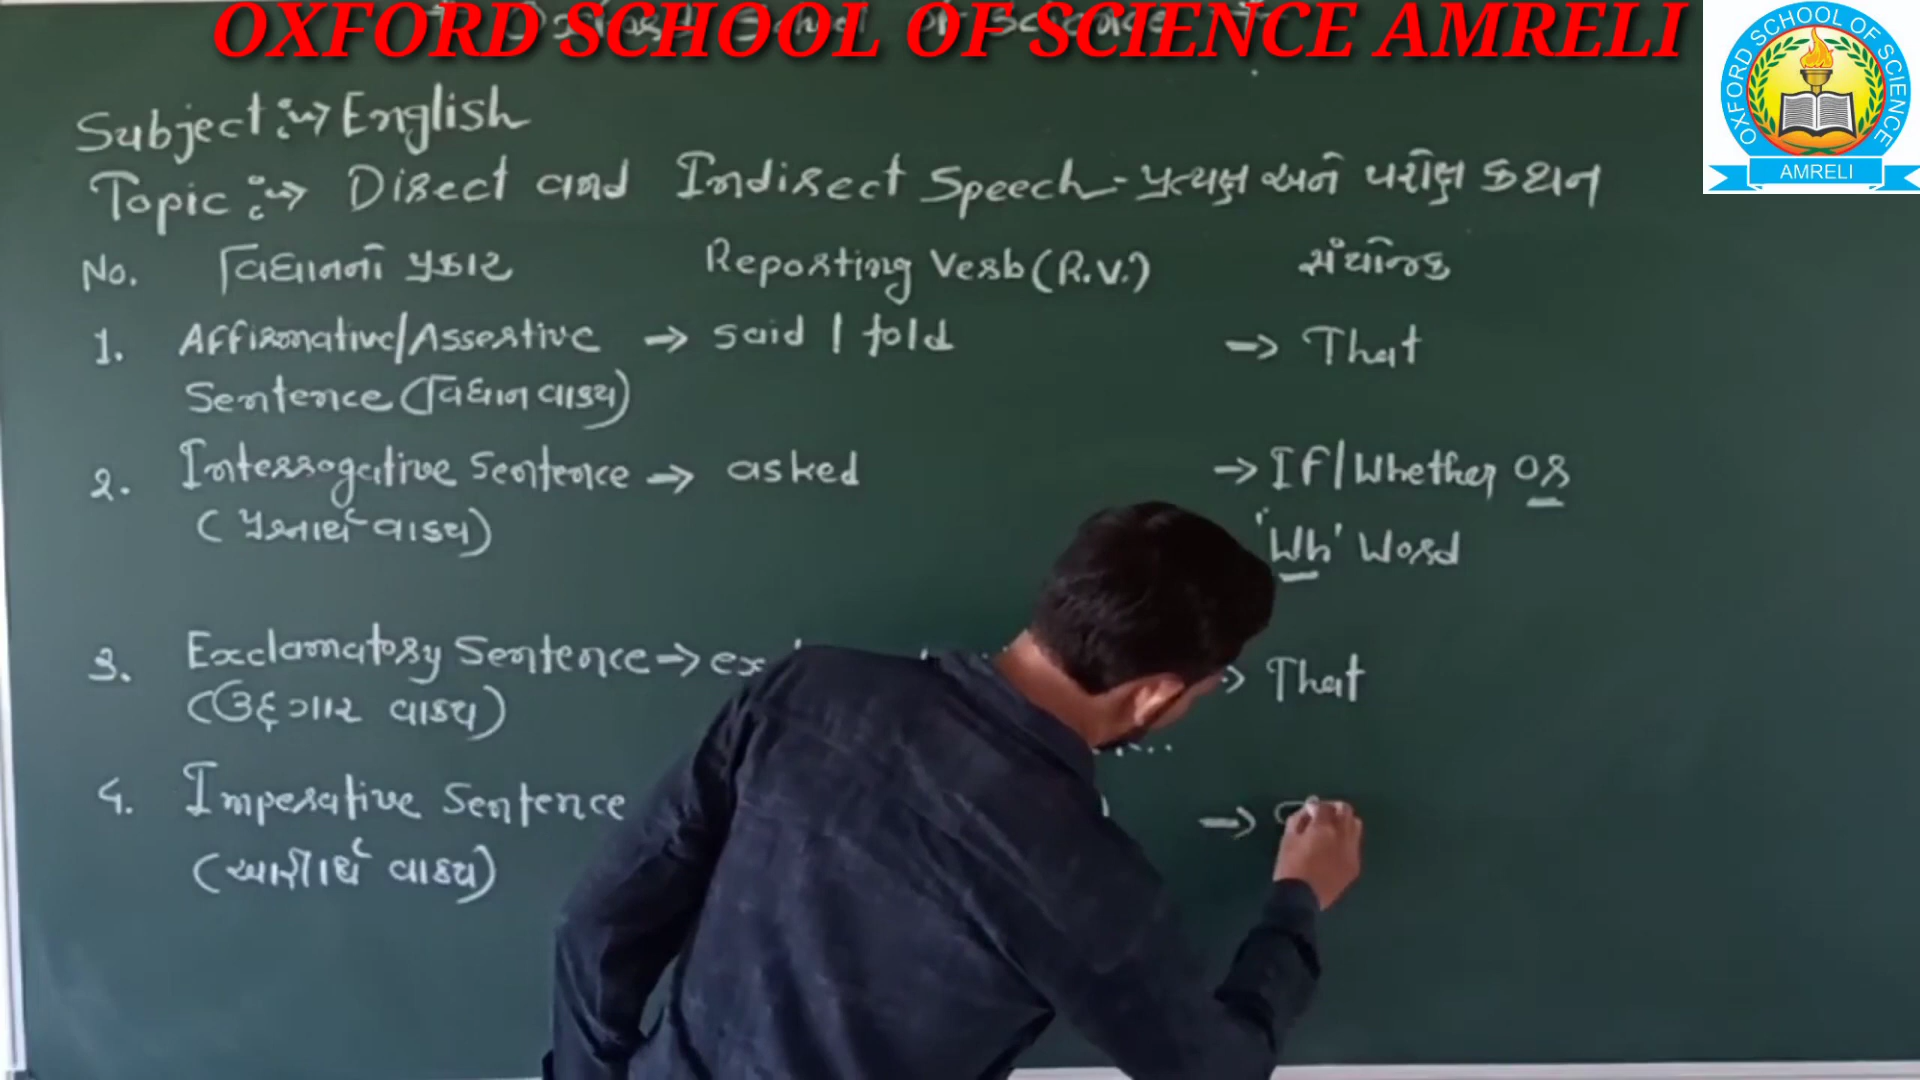 OXFORD SCHOOL OF SCIENCE AMRELI
OXFORD SCHOOL OF SCIENCE
AMRELI
Subject :→ English
Topic :→ Direct and Indirect Speech - પ્રત્યક્ષ અને પરોક્ષ કથન
No. વિધાનનો પ્રકાર Reporting Verb (R.V.) સંયોજક
1. Affirmative/Assertive → said / told → That
Sentence (વિધાન વાક્ય)
2. Interrogative Sentence → asked → If/Whether or
(પ્રશ્નાર્થ વાક્ય) 'Wh' Word
3. Exclamatory Sentence → → That
(ઉદ્દગાર વાક્ય)
4. Imperative Sentence →
(આજ્ઞાર્થ વાક્ય)